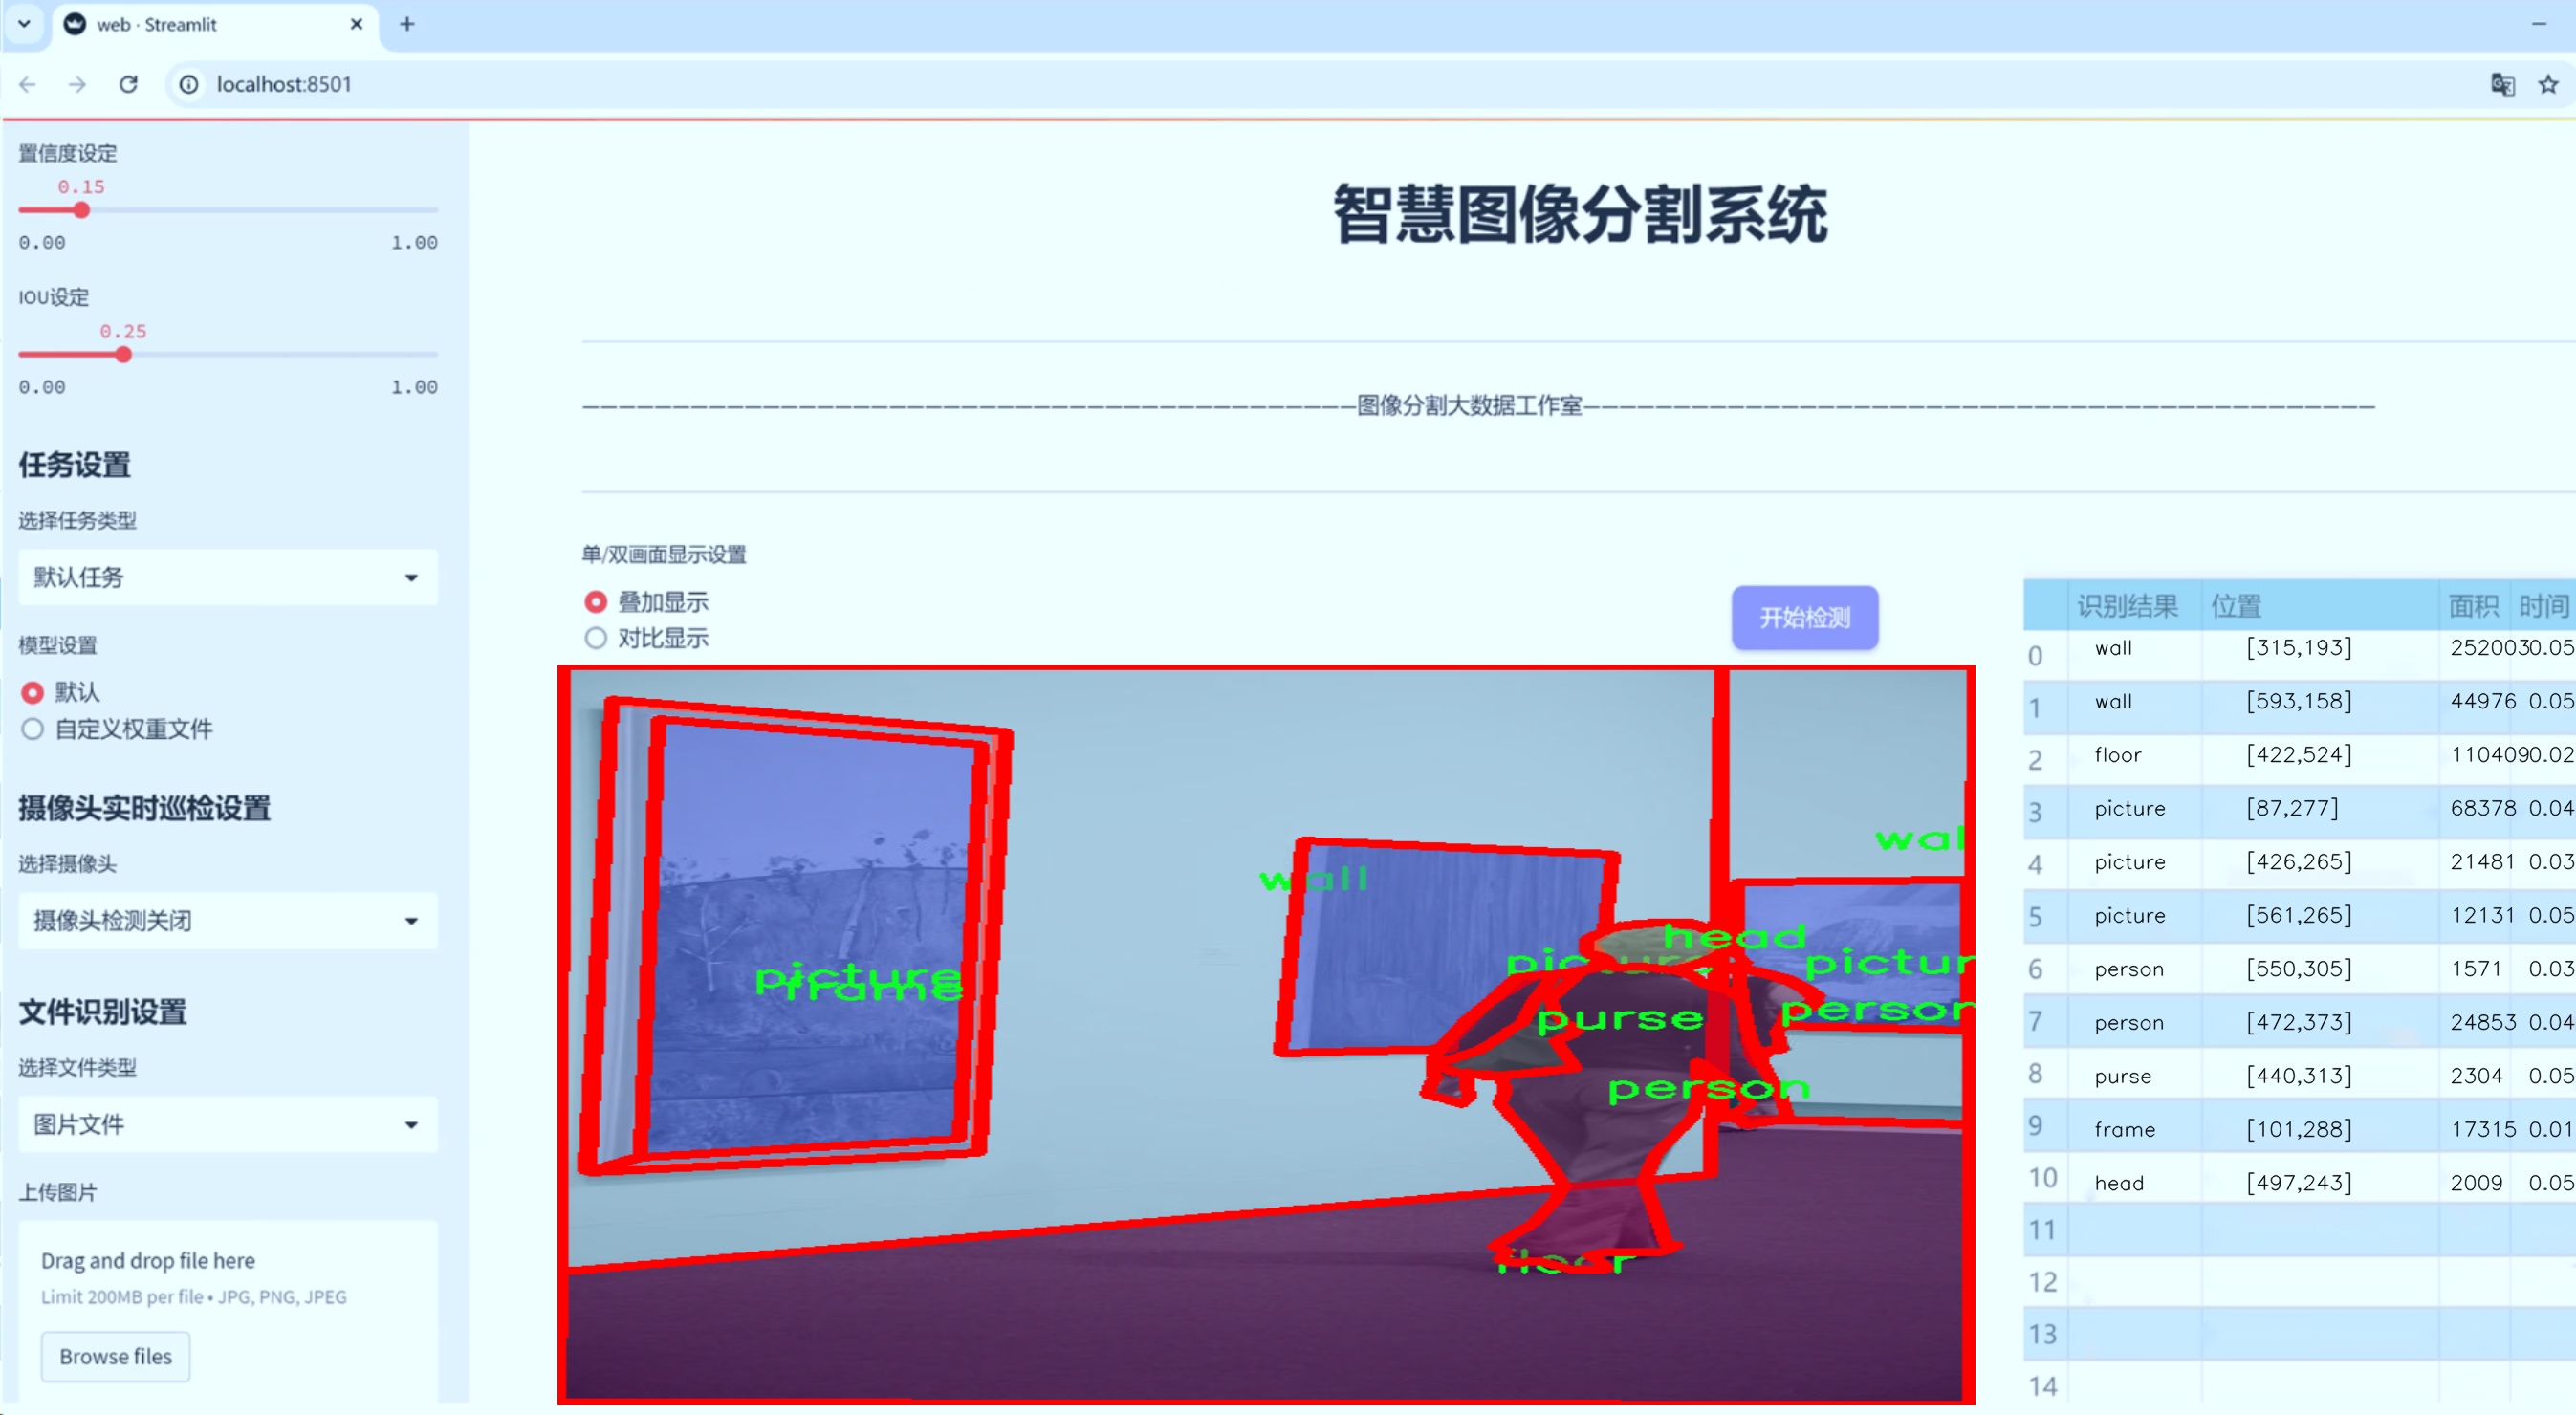 web · Streamlit
localhost:8501
置信度设定
0.15
0.00 1.00
IOU设定
0.25
0.00 1.00
任务设置
选择任务类型
默认任务
模型设置
默认
自定义权重文件
摄像头实时巡检设置
选择摄像头
摄像头检测关闭
文件识别设置
选择文件类型
图片文件
上传图片
Drag and drop file here
Limit 200MB per file • JPG, PNG, JPEG
Browse files
智慧图像分割系统
图像分割大数据工作室
单/双画面显示设置
叠加显示
对比显示
开始检测
wal
wall
head
picture pictur
picture
frame
person
purse
person
floor
识别结果 位置 面积 时间
0 wall [315,193] 252003 0.05
1 wall [593,158] 44976 0.05
2 floor [422,524] 110409 0.02
3 picture [87,277] 68378 0.04
4 picture [426,265] 21481 0.03
5 picture [561,265] 12131 0.05
6 person [550,305] 1571 0.03
7 person [472,373] 24853 0.04
8 purse [440,313] 2304 0.05
9 frame [101,288] 17315 0.01
10 head [497,243] 2009 0.05
11
12
13
14